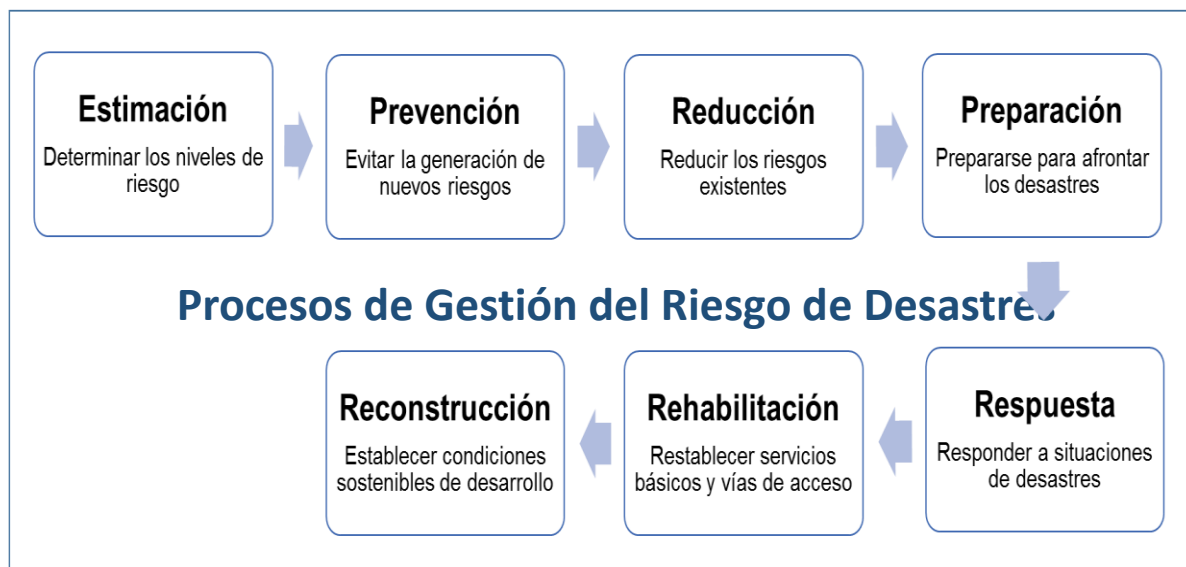 Estimación
Determinar los niveles de
riesgo
Prevención
Evitar la generación de
nuevos riesgos
Reducción
Reducir los riesgos
existentes
Preparación
Prepararse para afrontar
los desastres
Procesos de Gestión del Riesgo de Desastres
Respuesta
Responder a situaciones
de desastres
Rehabilitación
Restablecer servicios
básicos y vías de acceso
Reconstrucción
Establecer condiciones
sostenibles de desarrollo